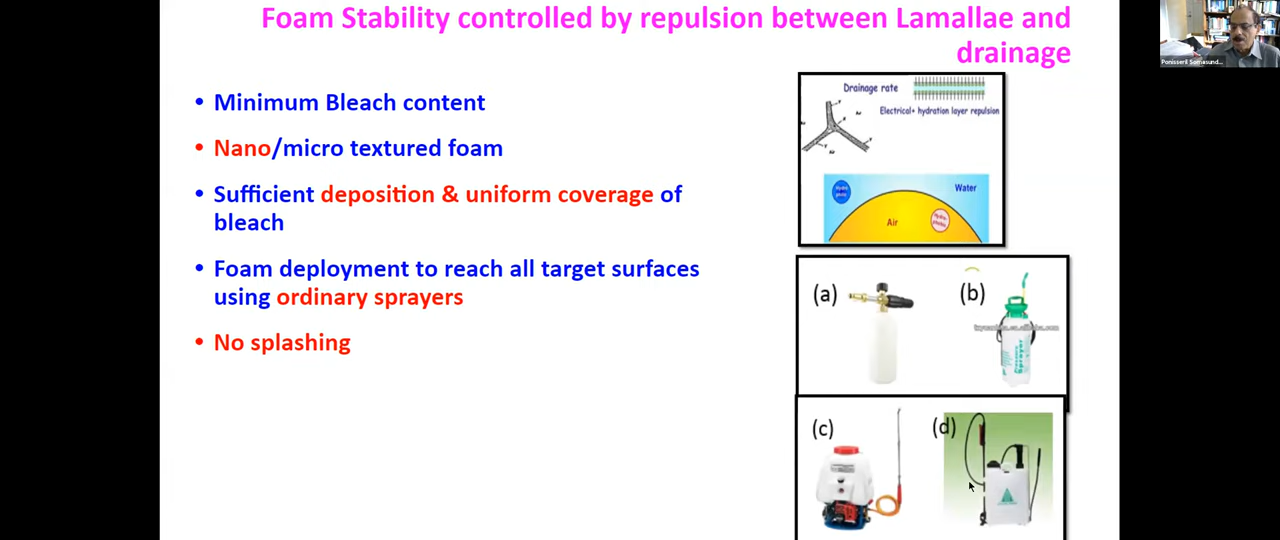 Foam Stability controlled by repulsion between Lamallae and
drainage
• Minimum Bleach content
• Nano/micro textured foam
• Sufficient deposition & uniform coverage of
bleach
• Foam deployment to reach all target surfaces
using ordinary sprayers
• No splashing
Drainage rate
Electrical+ hydration layer repulsion
Water
Air
(a)
(b)
Sprayer
(c)
(d)